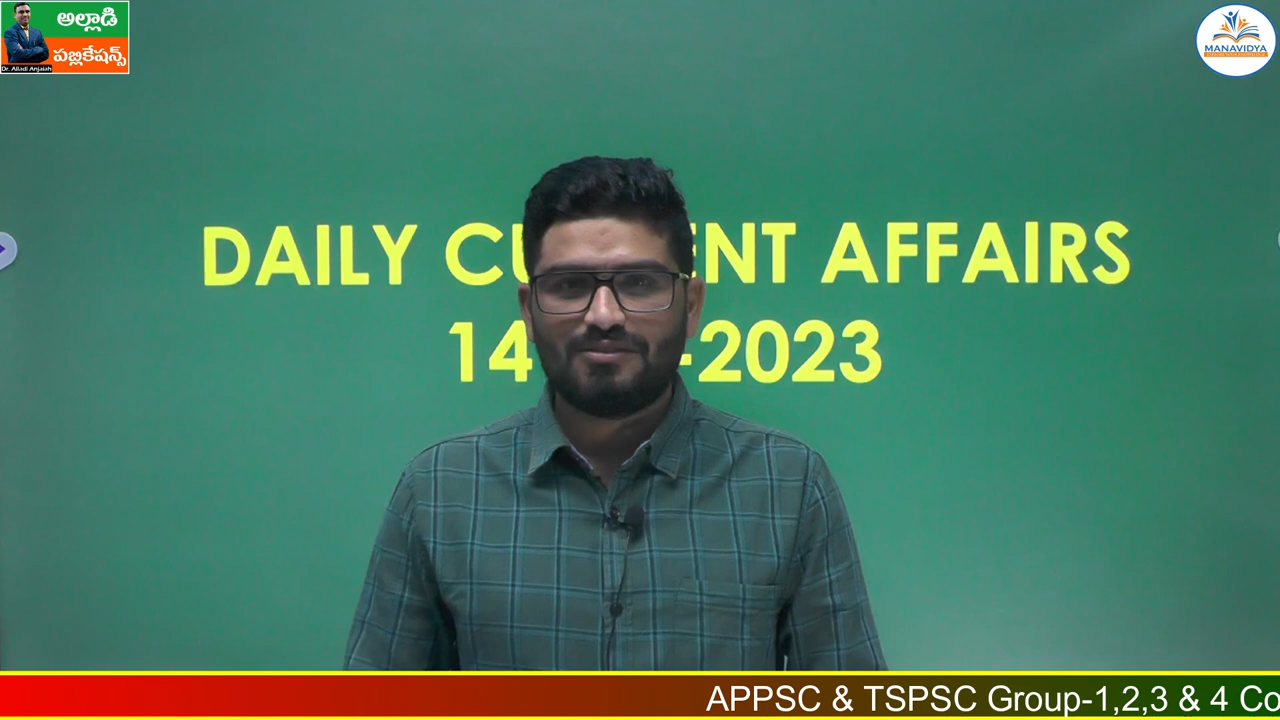 అల్లాడి
పబ్లికేషన్స్
Dr. Alladi Anjaiah
MANAVIDYA
DAILY CU ENT AFFAIRS
14 -2023
APPSC & TSPSC Group-1,2,3 & 4 Co